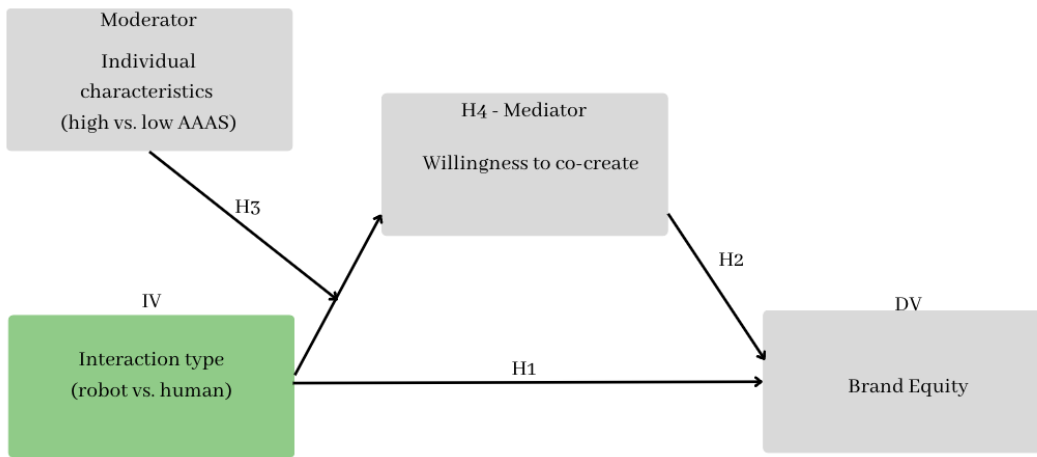 Moderator
Individual
characteristics
(high vs. low AAAS)
H4 - Mediator
Willingness to co-create
H3
H2
IV
Interaction type
(robot vs. human)
H1
DV
Brand Equity